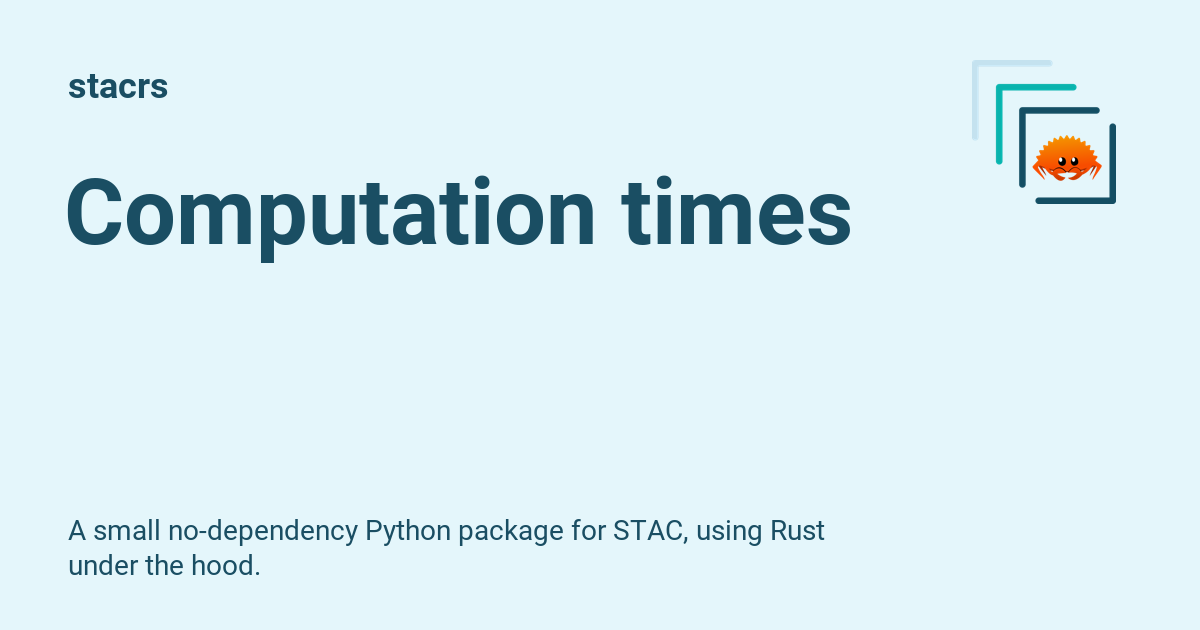 stacrs
Computation times
A small no-dependency Python package for STAC, using Rust
under the hood.